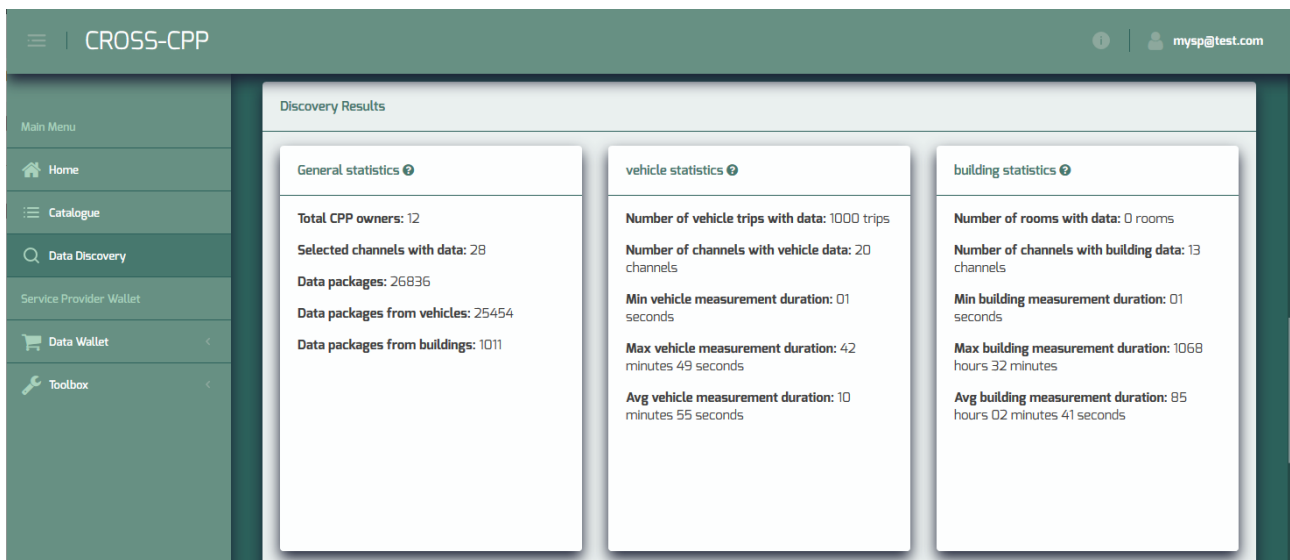 CROSS-CPP
mysp@test.com
Main Menu
Home
Catalogue
Data Discovery
Service Provider Wallet
Data Wallet
Toolbox
Discovery Results
General statistics
Total CPP owners: 12
Selected channels with data: 28
Data packages: 26836
Data packages from vehicles: 25454
Data packages from buildings: 1011
vehicle statistics
Number of vehicle trips with data: 1000 trips
Number of channels with vehicle data: 20
channels
Min vehicle measurement duration: 01
seconds
Max vehicle measurement duration: 42
minutes 49 seconds
Avg vehicle measurement duration: 10
minutes 55 seconds
building statistics
Number of rooms with data: 0 rooms
Number of channels with building data: 13
channels
Min building measurement duration: 01
seconds
Max building measurement duration: 1068
hours 32 minutes
Avg building measurement duration: 85
hours 02 minutes 41 seconds